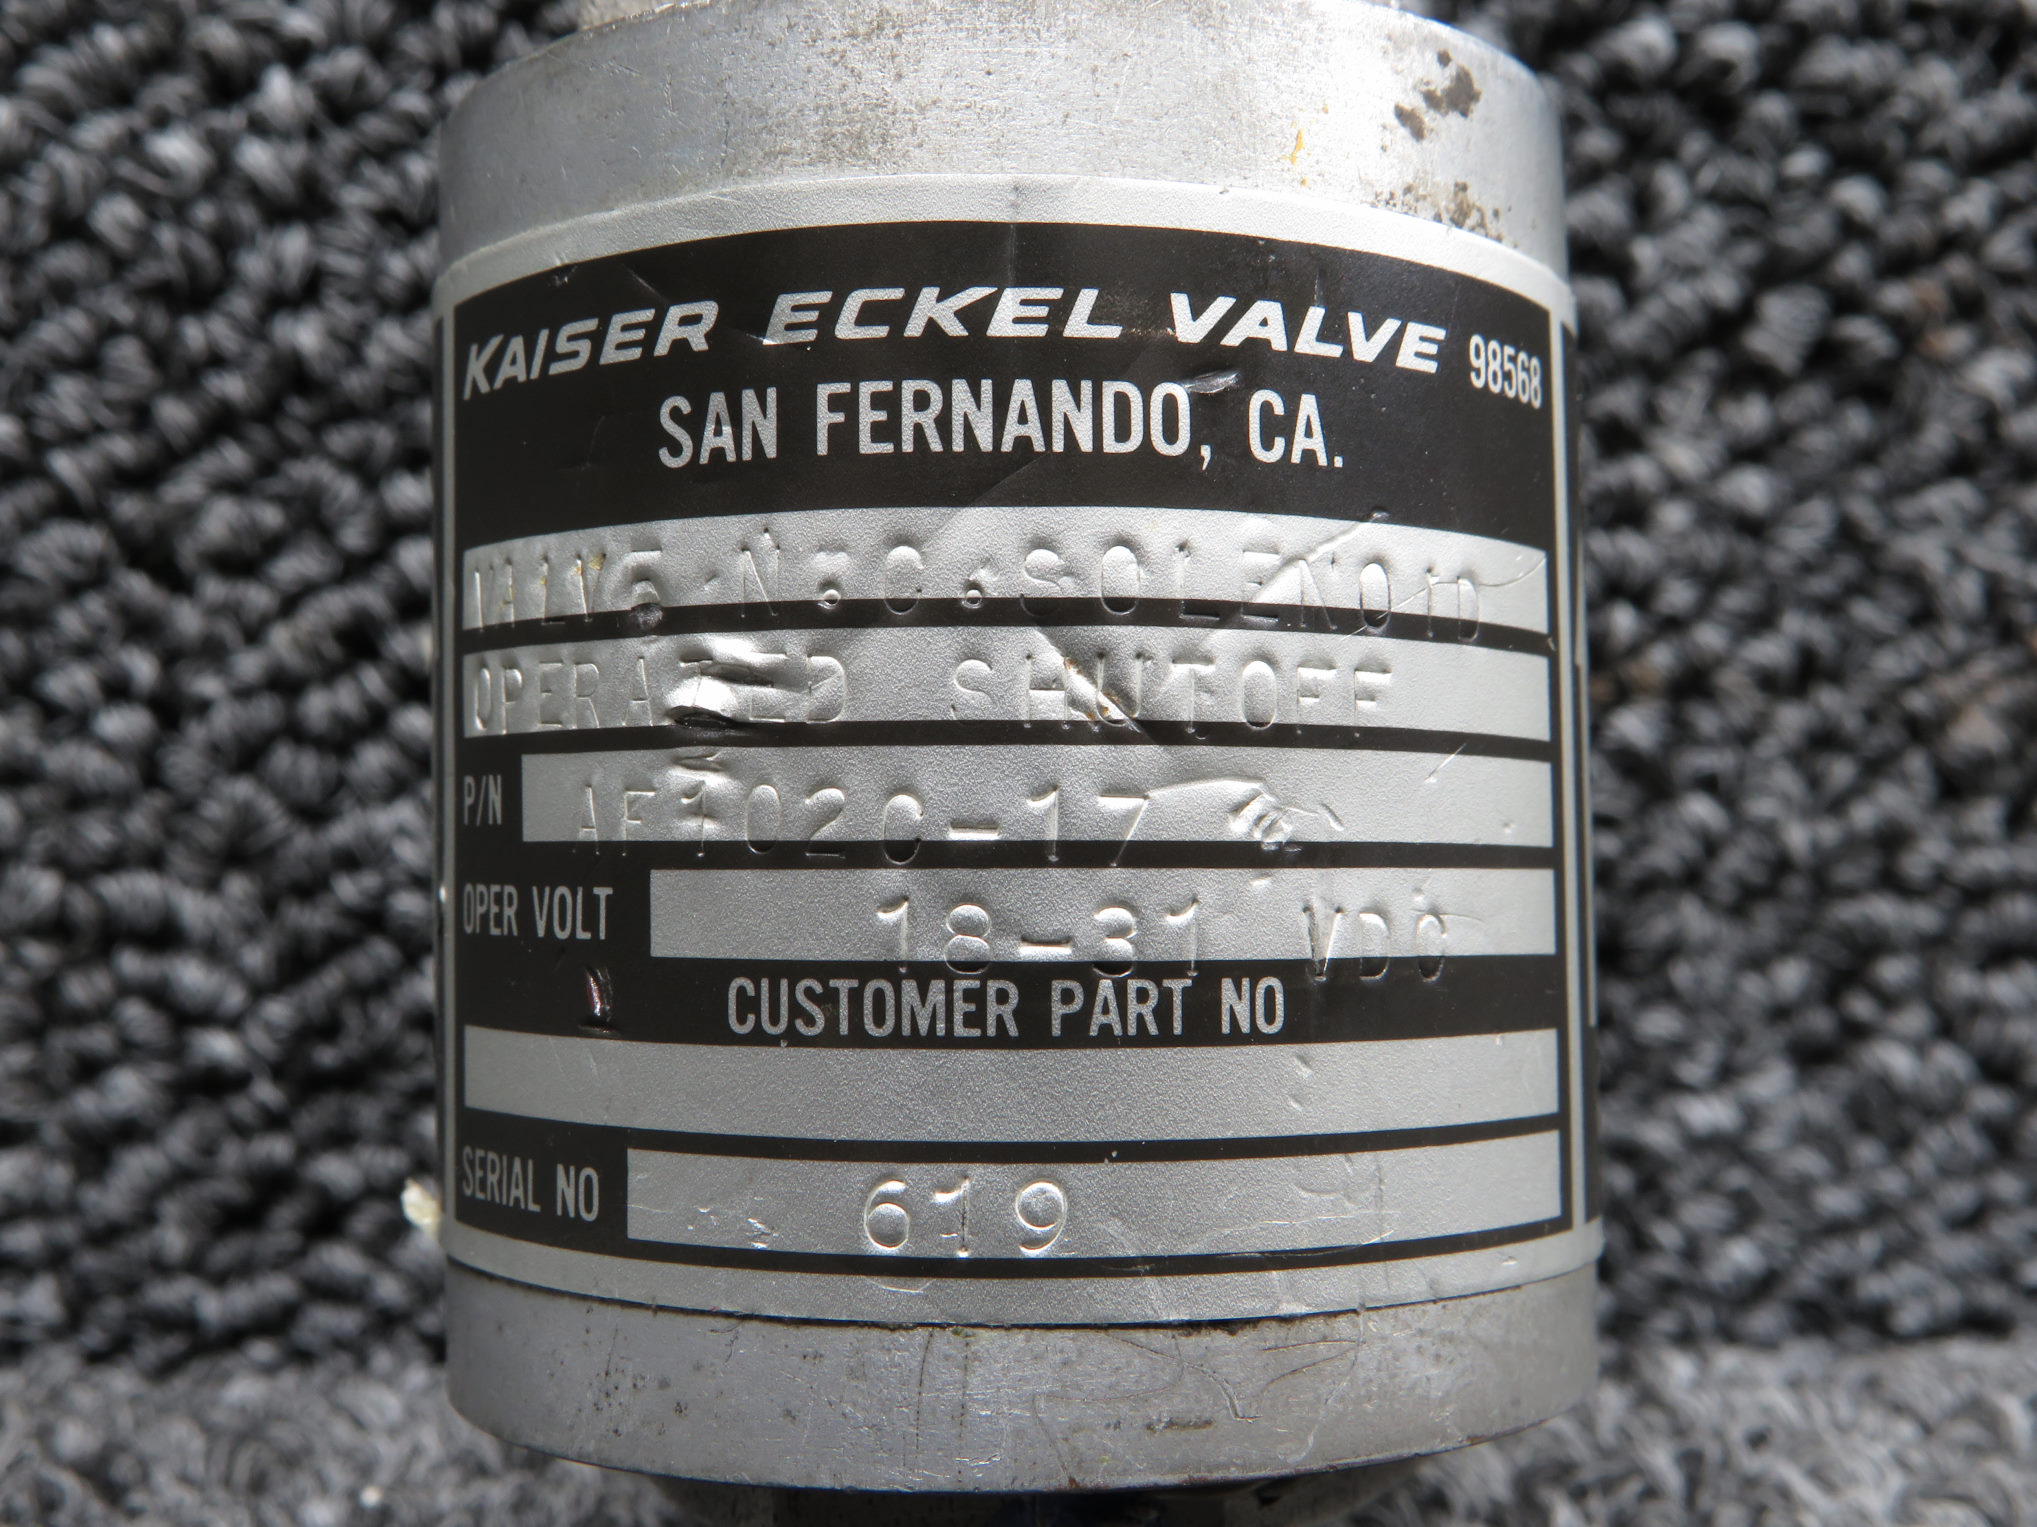 KAISER ECKEL VALVE 98568
SAN FERNANDO, CA.
VALVE N.C. SOLENOID
OPERATED SHUTOFF
P/N AF102C-17
OPER VOLT 18-31 VDC
CUSTOMER PART NO
SERIAL NO 619